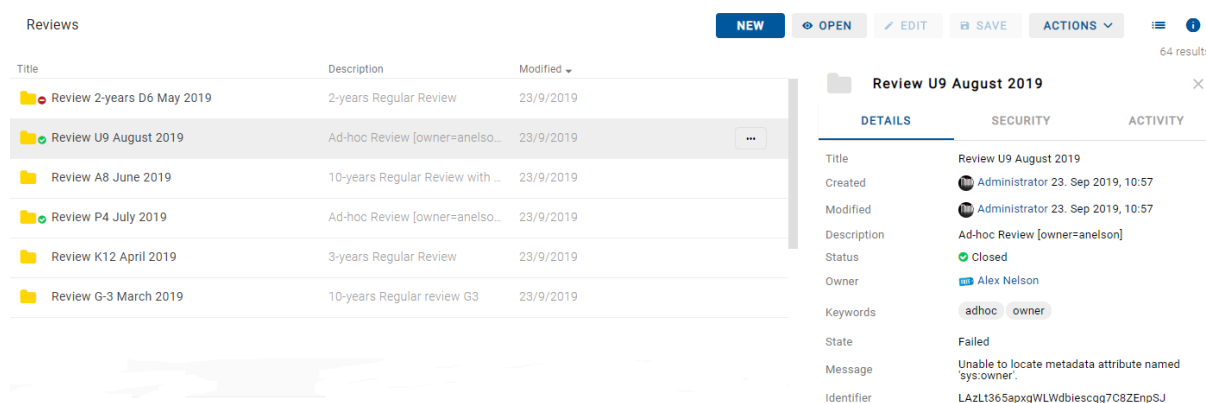 Reviews
NEW
OPEN
EDIT
SAVE
ACTIONS
64 results
Title Description Modified
Review 2-years D6 May 2019 2-years Regular Review 23/9/2019
Review U9 August 2019 Ad-hoc Review [owner=anelso... 23/9/2019 ...
Review A8 June 2019 10-years Regular Review with ... 23/9/2019
Review P4 July 2019 Ad-hoc Review [owner=anelso... 23/9/2019
Review K12 April 2019 3-years Regular Review 23/9/2019
Review G-3 March 2019 10-years Regular review G3 23/9/2019
Review U9 August 2019
DETAILS SECURITY ACTIVITY
Title Review U9 August 2019
Created Administrator 23. Sep 2019, 10:57
Modified Administrator 23. Sep 2019, 10:57
Description Ad-hoc Review [owner=anelson]
Status Closed
Owner Alex Nelson
Keywords adhoc owner
State Failed
Message Unable to locate metadata attribute named
'sys:owner'.
Identifier LAzLt365apxgWLWdbiescqg7C8ZEnpSJ